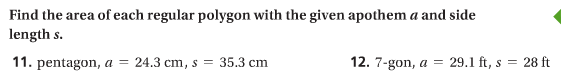 Find the area of each regular polygon with the given apothem a and side
length s.
11. pentagon, a = 24.3 cm, s = 35.3 cm
12. 7-gon, a = 29.1 ft, s = 28 ft